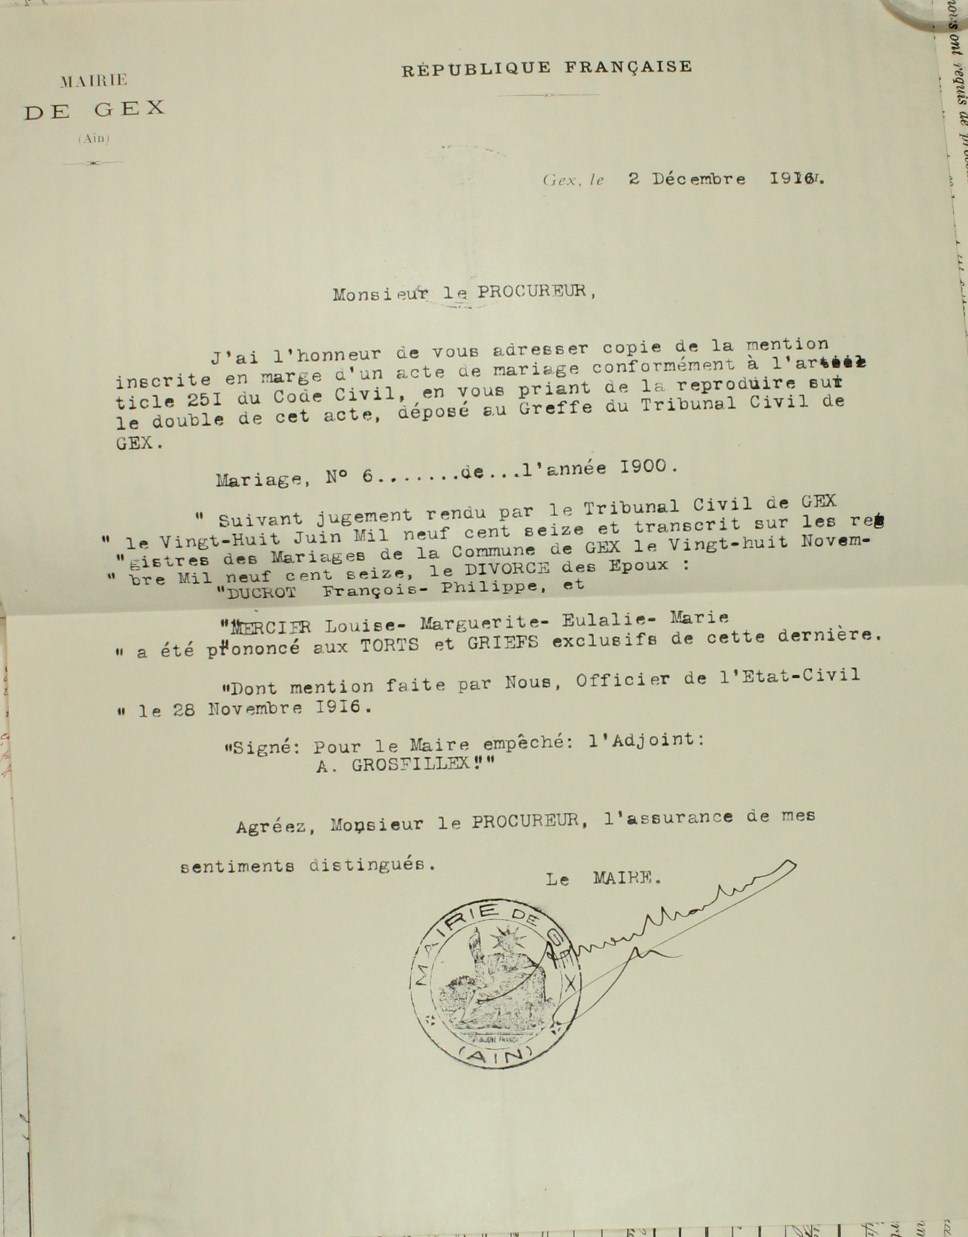 MAIRIE
DE GEX
(Ain)
RÉPUBLIQUE FRANÇAISE
Gex, le 2 Décembre 1916.
Monsieur le PROCUREUR,
J'ai l'honneur de vous adresser copie de la mention
inscrite en marge d'un acte de mariage conformément à l'ar
ticle 251 du Code Civil, en vous priant de la reproduire sur
le double de cet acte, déposé au Greffe du Tribunal Civil de
GEX.
Mariage, N° 6.......de...l'année 1900.
" Suivant jugement rendu par le Tribunal Civil de GEX
" le Vingt-Huit Juin Mil neuf cent seize et transcrit sur les re
"gistres des Mariages de la Commune de GEX le Vingt-huit Novem-
" bre Mil neuf cent seize, le DIVORCE des Epoux :
"DUCROT François- Philippe, et
"MERCIER Louise- Marguerite- Eulalie- Marie
" a été prononcé aux TORTS et GRIEFS exclusifs de cette dernière.
"Dont mention faite par Nous, Officier de l'Etat-Civil
" le 28 Novembre 1916.
"Signé: Pour le Maire empêché: l'Adjoint:
A. GROSFILLEX!"
Agréez, Monsieur le PROCUREUR, l'assurance de mes
sentiments distingués.
Le MAIRE.
MAIRIE DE GEX
(AIN)